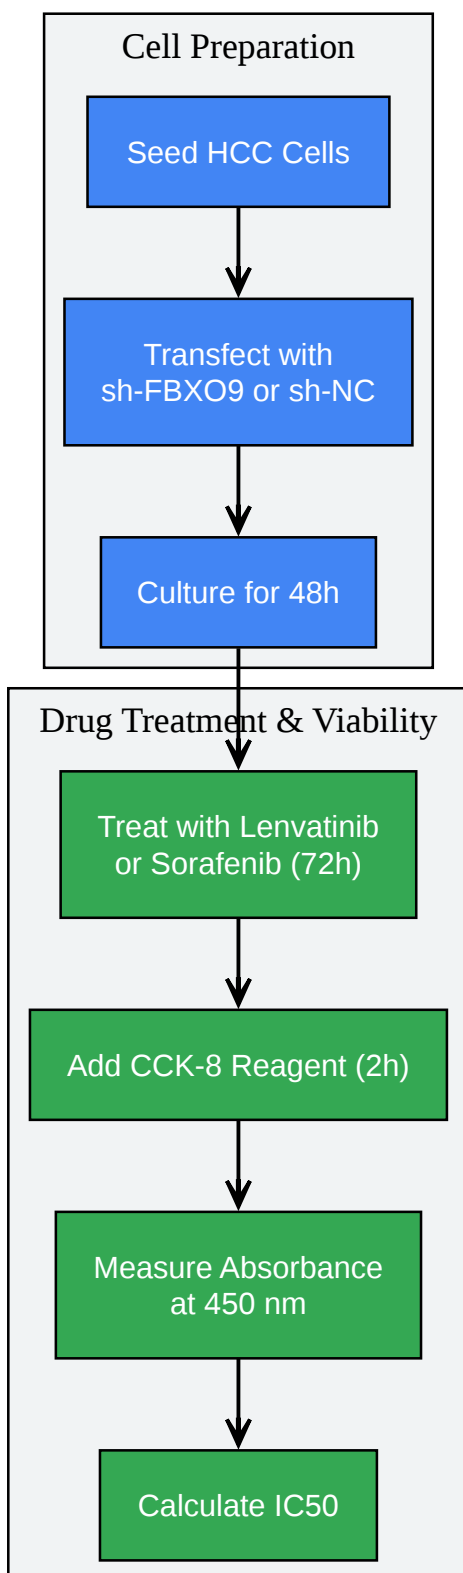 Cell Preparation
Seed HCC Cells
Transfect with
sh-FBXO9 or sh-NC
Culture for 48h
Drug Treatment & Viability
Treat with Lenvatinib
or Sorafenib (72h)
Add CCK-8 Reagent (2h)
Measure Absorbance
at 450 nm
Calculate IC50